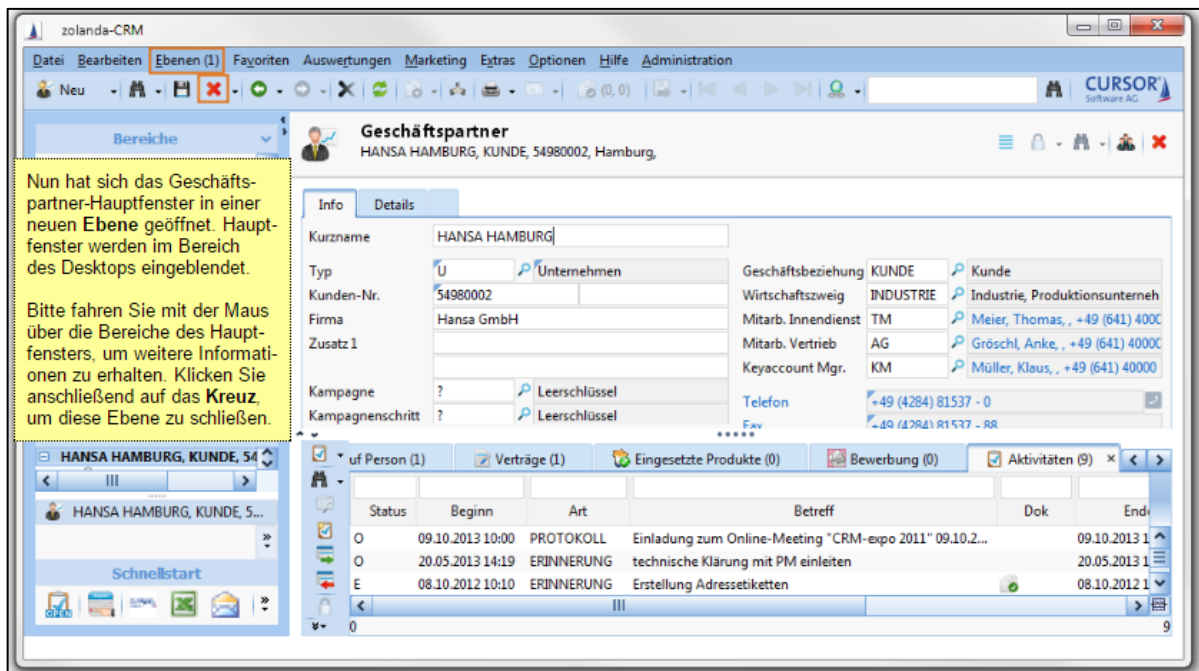 zolanda-CRM
Datei Bearbeiten Ebenen (1) Favoriten Auswertungen Marketing Extras Optionen Hilfe Administration
Neu (0, 0) CURSOR
Software AG
Bereiche
Geschäftspartner
HANSA HAMBURG, KUNDE, 54980002, Hamburg,
Nun hat sich das Geschäfts-
partner-Hauptfenster in einer
neuen Ebene geöffnet. Haupt-
fenster werden im Bereich
des Desktops eingeblendet.
Bitte fahren Sie mit der Maus
über die Bereiche des Haupt-
fensters, um weitere Informati-
onen zu erhalten. Klicken Sie
anschließend auf das Kreuz,
um diese Ebene zu schließen.
HANSA HAMBURG, KUNDE, 54
HANSA HAMBURG, KUNDE, 5...
Schnellstart
OPEN
Info Details
Kurzname HANSA HAMBURG
Typ U Unternehmen Geschäftsbeziehung KUNDE Kunde
Kunden-Nr. 54980002 Wirtschaftszweig INDUSTRIE Industrie, Produktionsunterneh
Firma Hansa GmbH Mitarb. Innendienst TM Meier, Thomas, , +49 (641) 4000
Zusatz 1 Mitarb. Vertrieb AG Gröschl, Anke, , +49 (641) 40000
Keyaccount Mgr. KM Müller, Klaus, , +49 (641) 40000
Kampagne ? Leerschlüssel Telefon +49 (4284) 81537 - 0
Kampagnenschritt ? Leerschlüssel Fax +49 (4284) 81537 - 88
uf Person (1) Verträge (1) Eingesetzte Produkte (0) Bewerbung (0) Aktivitäten (9)
Status Beginn Art Betreff Dok Ende
O 09.10.2013 10:00 PROTOKOLL Einladung zum Online-Meeting "CRM-expo 2011" 09.10.2... 09.10.2013 1
O 20.05.2013 14:19 ERINNERUNG technische Klärung mit PM einleiten 20.05.2013 1
E 08.10.2012 10:10 ERINNERUNG Erstellung Adressetiketten 08.10.2012 1
0 9